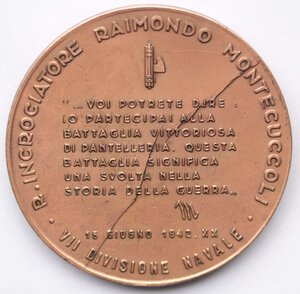 R. INCROCIATORE RAIMONDO MONTECUCCOLI
"... VOI POTRETE DIRE :
IO PARTECIPAI ALLA
BATTAGLIA VITTORIOSA
DI PANTELLERIA. QUESTA
BATTAGLIA SIGNIFICA
UNA SVOLTA NELLA
STORIA DELLA GUERRA„
M
15 GIUGNO 1942. XX
· VII DIVISIONE NAVALE ·